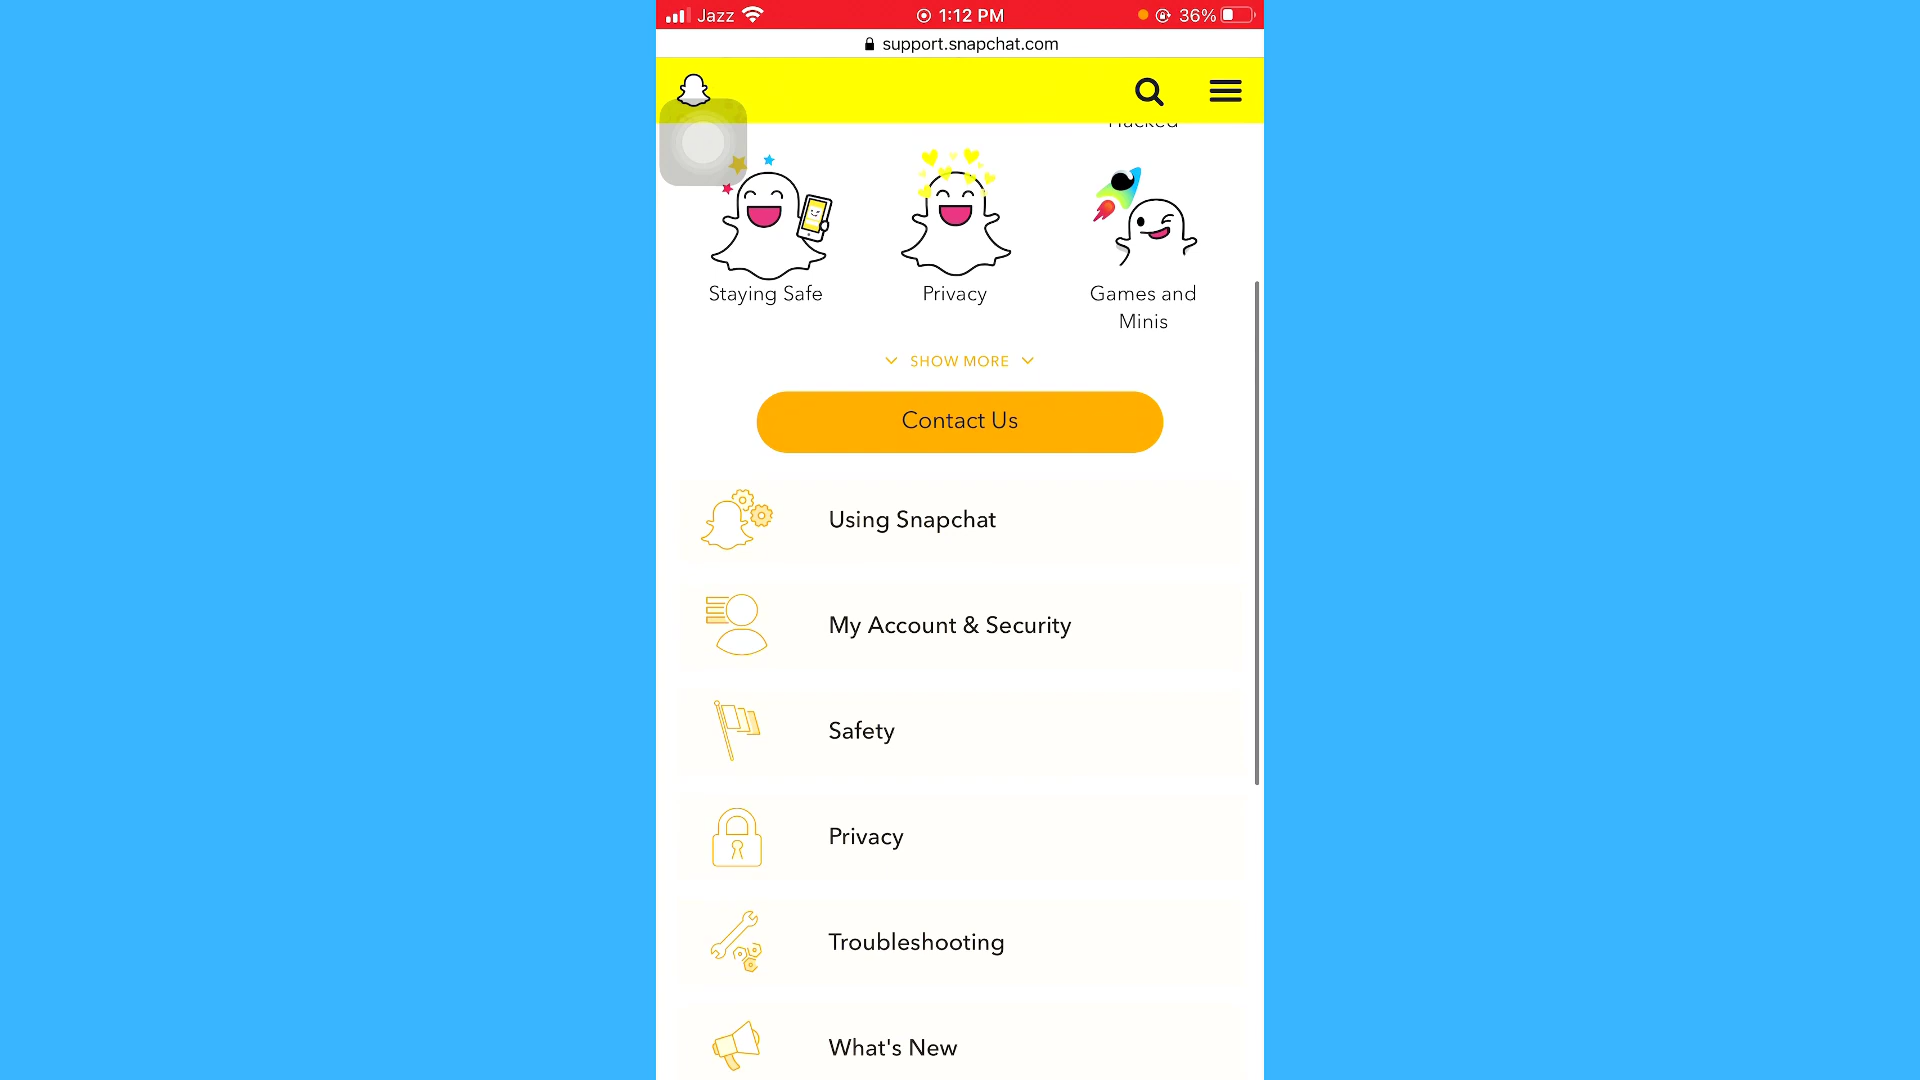 Jazz 1:12 PM 36%
support.snapchat.com
Hacked
Staying Safe Privacy Games and
Minis
SHOW MORE
Contact Us
Using Snapchat
My Account & Security
Safety
Privacy
Troubleshooting
What's New